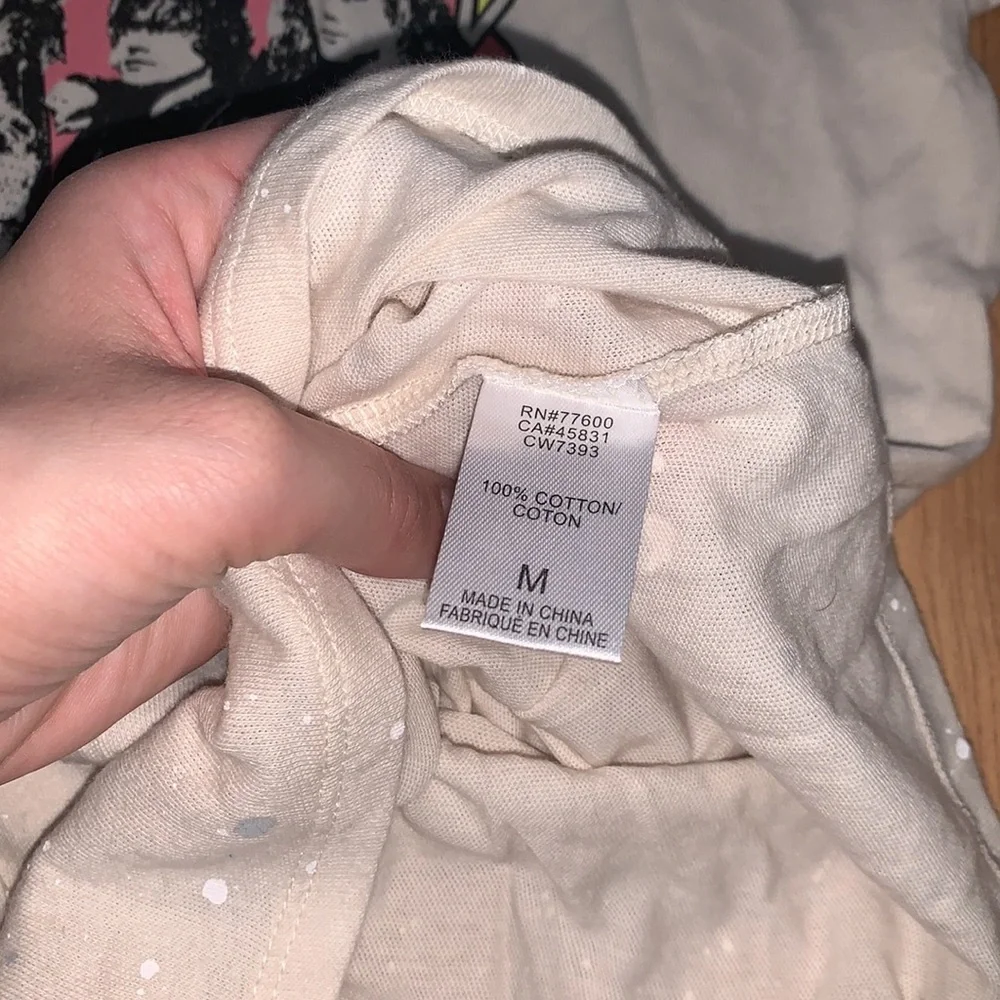 RN#77600
CA#45831
CW7393
100% COTTON/
COTON
M
MADE IN CHINA
FABRIQUÉ EN CHINE